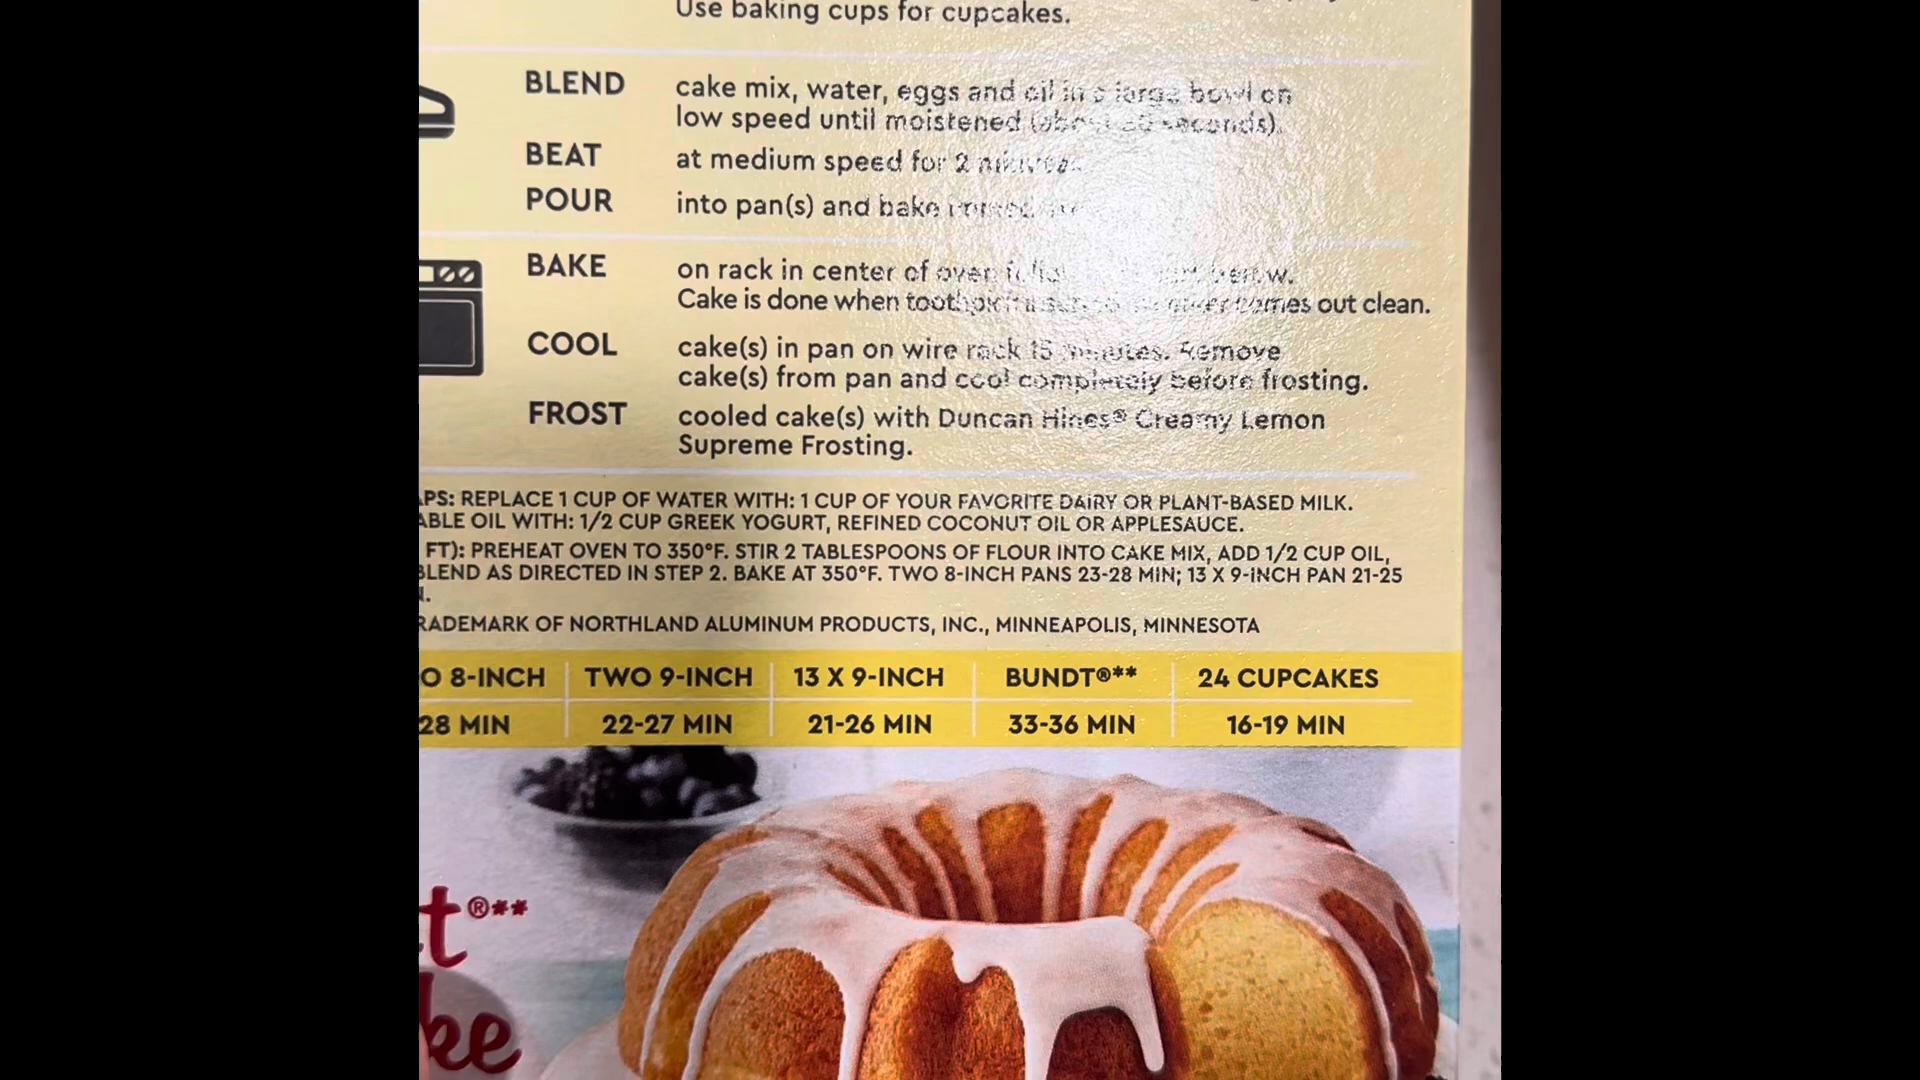 Use baking cups for cupcakes.
BLEND cake mix, water, eggs and oil in a large bowl on
low speed until moistened seconds).
BEAT at medium speed for 2
POUR into pan(s) and bake
BAKE on rack in center of oven below.
Cake is done when toothpick comes out clean.
COOL cake(s) in pan on wire rack 15 minutes. Remove
cake(s) from pan and cool completely before frosting.
FROST cooled cake(s) with Duncan Hines® Creamy Lemon
Supreme Frosting.
APS: REPLACE 1 CUP OF WATER WITH: 1 CUP OF YOUR FAVORITE DAIRY OR PLANT-BASED MILK.
ABLE OIL WITH: 1/2 CUP GREEK YOGURT, REFINED COCONUT OIL OR APPLESAUCE.
FT): PREHEAT OVEN TO 350°F. STIR 2 TABLESPOONS OF FLOUR INTO CAKE MIX, ADD 1/2 CUP OIL,
BLEND AS DIRECTED IN STEP 2. BAKE AT 350°F. TWO 8-INCH PANS 23-28 MIN; 13 X 9-INCH PAN 21-25
RADEMARK OF NORTHLAND ALUMINUM PRODUCTS, INC., MINNEAPOLIS, MINNESOTA
O 8-INCH TWO 9-INCH 13 X 9-INCH BUNDT®** 24 CUPCAKES
28 MIN 22-27 MIN 21-26 MIN 33-36 MIN 16-19 MIN
t®**
ke